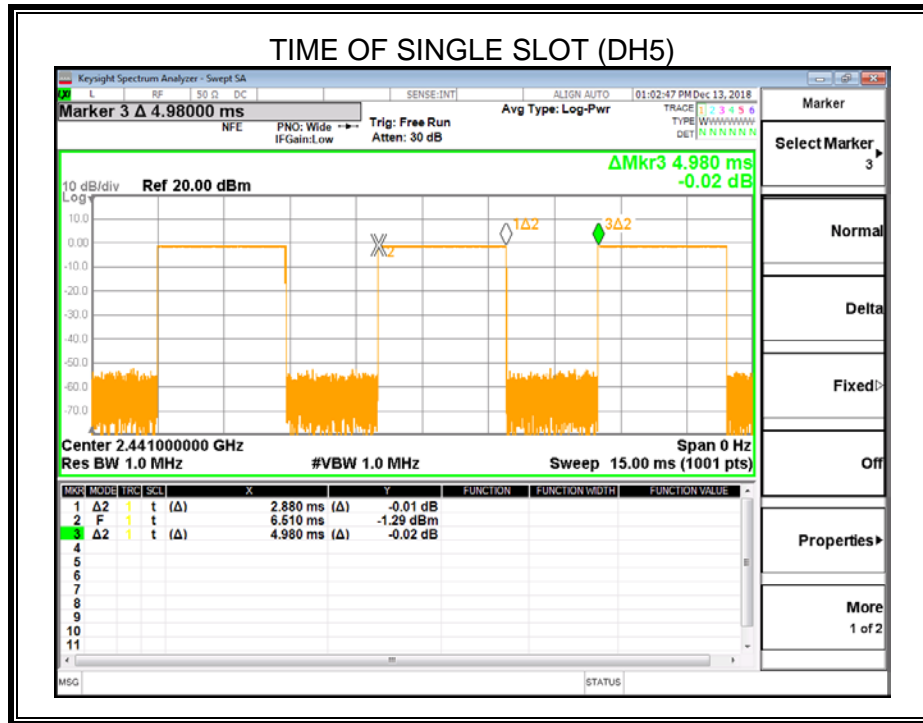 TIME OF SINGLE SLOT (DH5)
Keysight Spectrum Analyzer - Swept SA
L RF 50 Ω DC SENSE:INT ALIGN AUTO 01:02:47 PM Dec 13, 2018
Marker 3 Δ 4.98000 ms
NFE
PNO: Wide
IFGain:Low
Trig: Free Run
Atten: 30 dB
Avg Type: Log-Pwr
TRACE 1 2 3 4 5 6
TYPE WWWWWWW
DET N N N N N N
ΔMkr3 4.980 ms
-0.02 dB
10 dB/div Ref 20.00 dBm
Log
10.0
0.00
-10.0
-20.0
-30.0
-40.0
-50.0
-60.0
-70.0
2
1Δ2
3Δ2
Center 2.441000000 GHz Span 0 Hz
Res BW 1.0 MHz #VBW 1.0 MHz Sweep 15.00 ms (1001 pts)
MKR MODE TRC SCL X Y FUNCTION FUNCTION WIDTH FUNCTION VALUE
1 Δ2 1 t (Δ) 2.880 ms (Δ) -0.01 dB
2 F 1 t 6.510 ms -1.29 dBm
3 Δ2 1 t (Δ) 4.980 ms (Δ) -0.02 dB
4
5
6
7
8
9
10
11
MSG STATUS
Marker
Select Marker
3
Normal
Delta
Fixed
Off
Properties
More
1 of 2